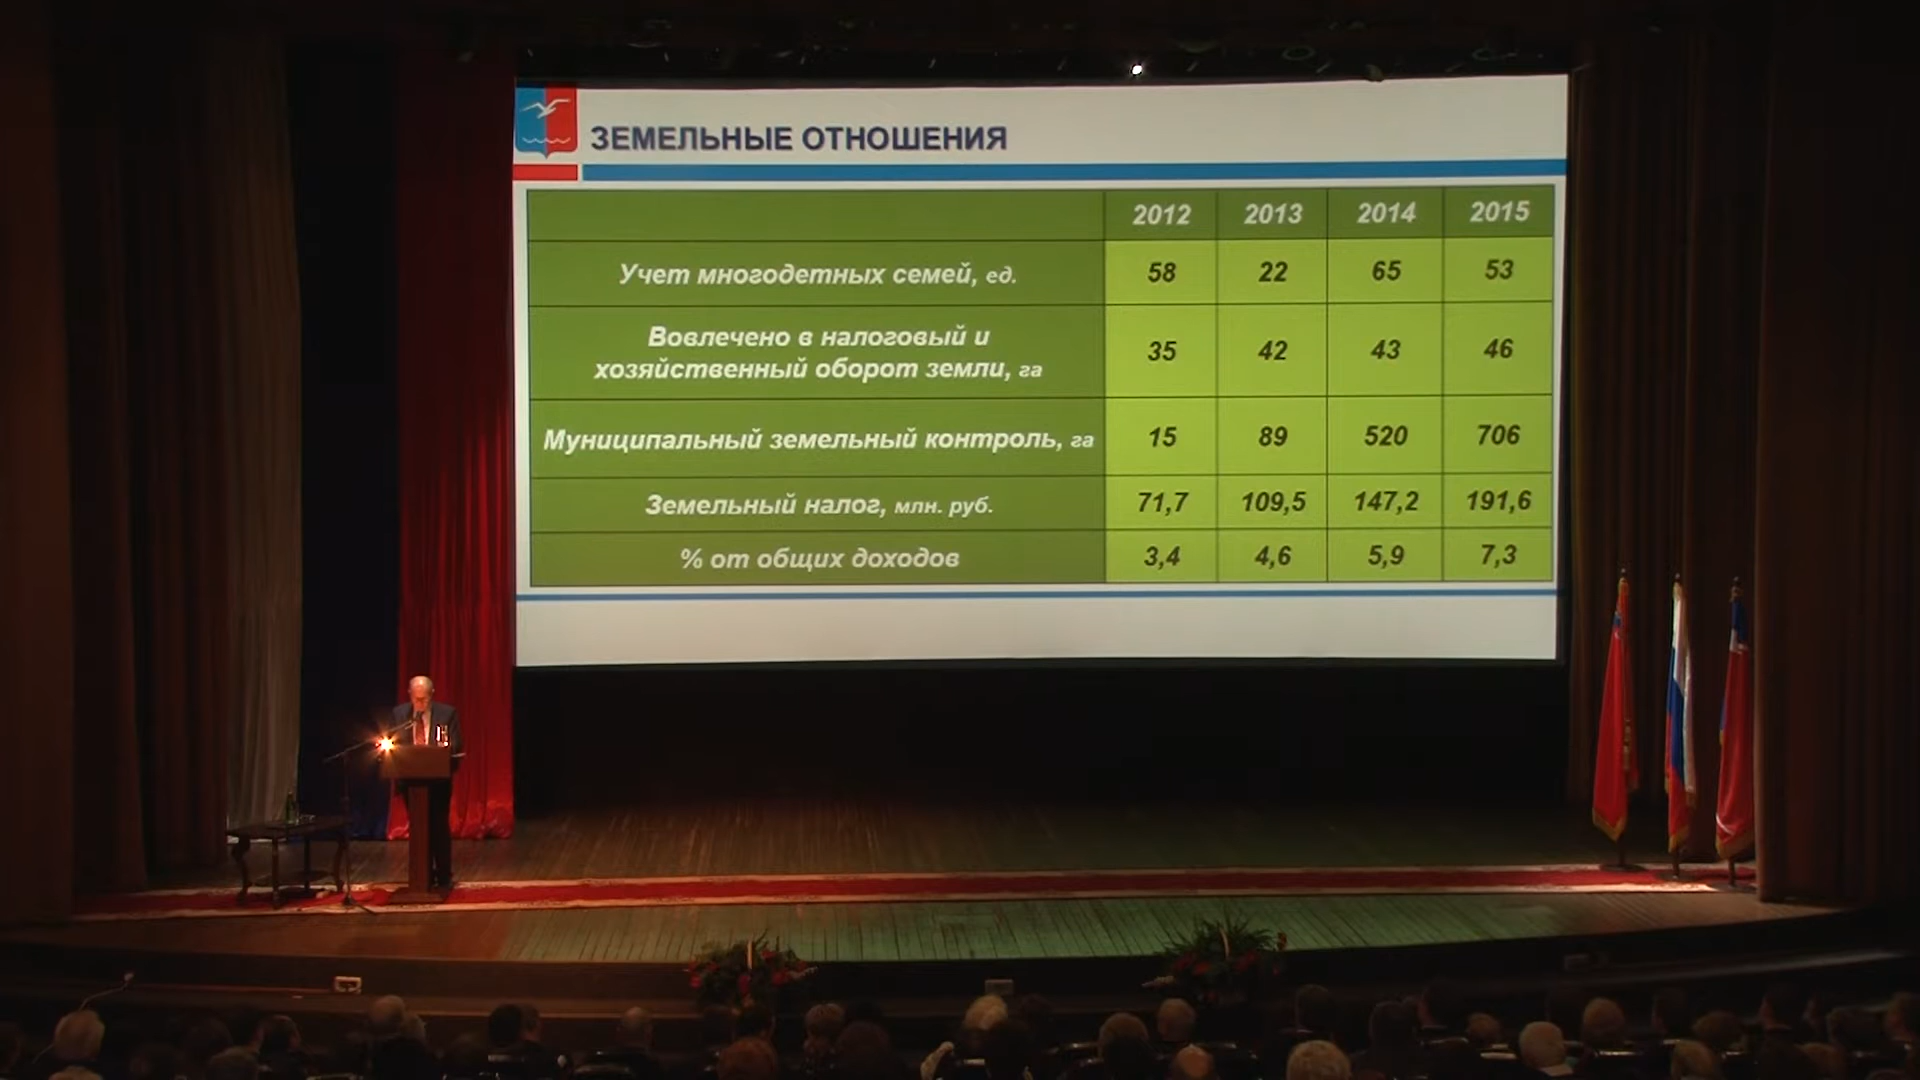 ЗЕМЕЛЬНЫЕ ОТНОШЕНИЯ
2012 2013 2014 2015
Учет многодетных семей, ед. 58 22 65 53
Вовлечено в налоговый и
хозяйственный оборот земли, га 35 42 43 46
Муниципальный земельный контроль, га 15 89 520 706
Земельный налог, млн. руб. 71,7 109,5 147,2 191,6
% от общих доходов 3,4 4,6 5,9 7,3